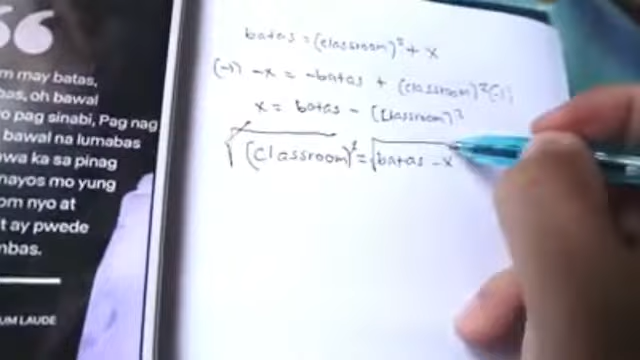 “
m may batas,
bas, oh bawal
o pag sinabi, Pag nag
bawal na lumabas
awa ka sa pinag
nayos mo yung
om nyo at
t ay pwede
mbas.
UM LAUDE
batas = (classroom)² + x
(-1) -x = -batas + (classroom)² (-1)
x = batas - (classroom)²
√(classroom)² = √batas - x